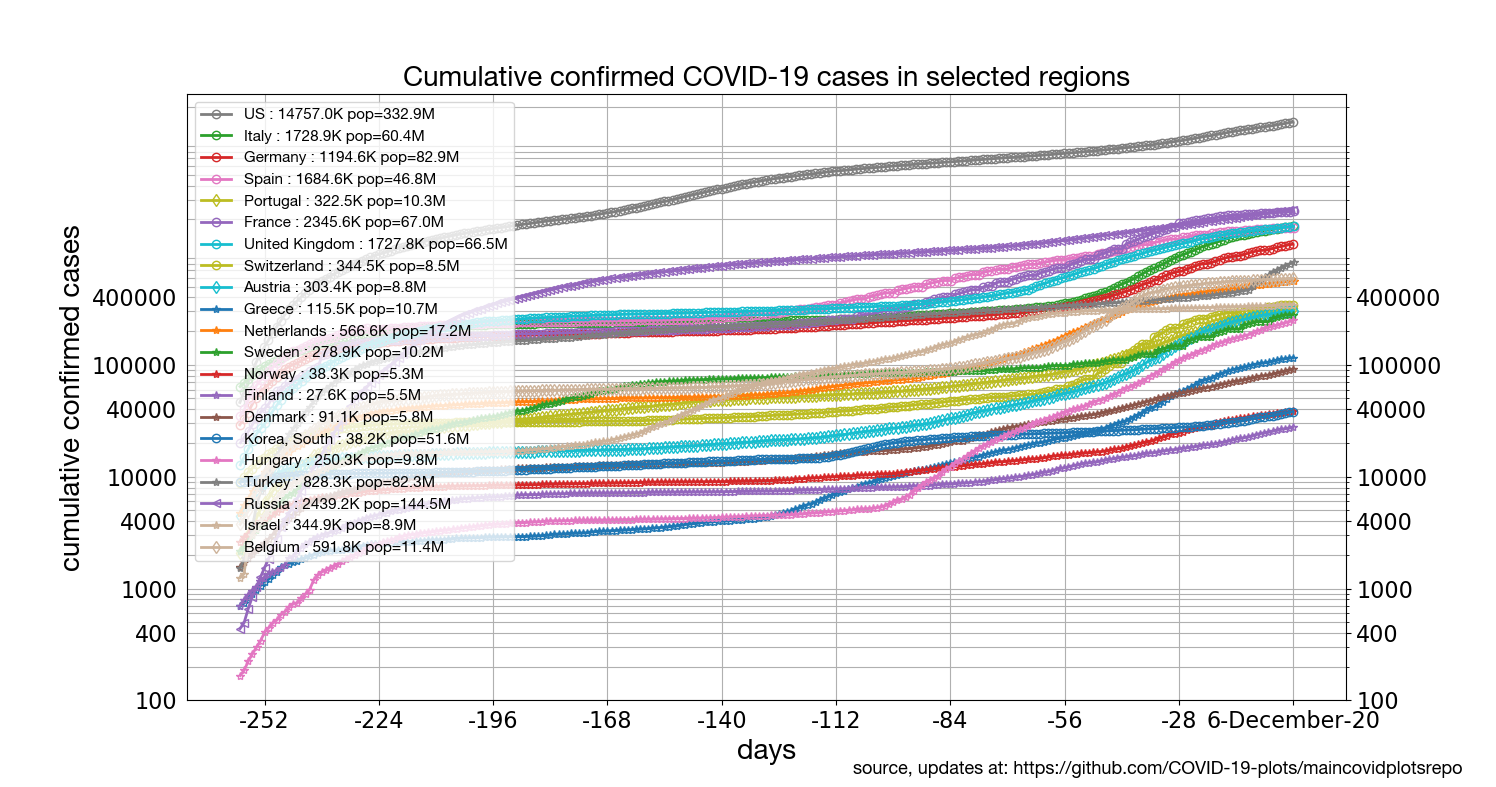 Cumulative confirmed COVID-19 cases in selected regions
US : 14757.0K pop=332.9M
Italy : 1728.9K pop=60.4M
Germany : 1194.6K pop=82.9M
Spain : 1684.6K pop=46.8M
Portugal : 322.5K pop=10.3M
France : 2345.6K pop=67.0M
United Kingdom : 1727.8K pop=66.5M
Switzerland : 344.5K pop=8.5M
Austria : 303.4K pop=8.8M
Greece : 115.5K pop=10.7M
Netherlands : 566.6K pop=17.2M
Sweden : 278.9K pop=10.2M
Norway : 38.3K pop=5.3M
Finland : 27.6K pop=5.5M
Denmark : 91.1K pop=5.8M
Korea, South : 38.2K pop=51.6M
Hungary : 250.3K pop=9.8M
Turkey : 828.3K pop=82.3M
Russia : 2439.2K pop=144.5M
Israel : 344.9K pop=8.9M
Belgium : 591.8K pop=11.4M
cumulative confirmed cases
400000
100000
40000
10000
4000
1000
400
100
400000
100000
40000
10000
4000
1000
400
100
-252 -224 -196 -168 -140 -112 -84 -56 -28 6-December-20
days
source, updates at: https://github.com/COVID-19-plots/maincovidplotsrepo